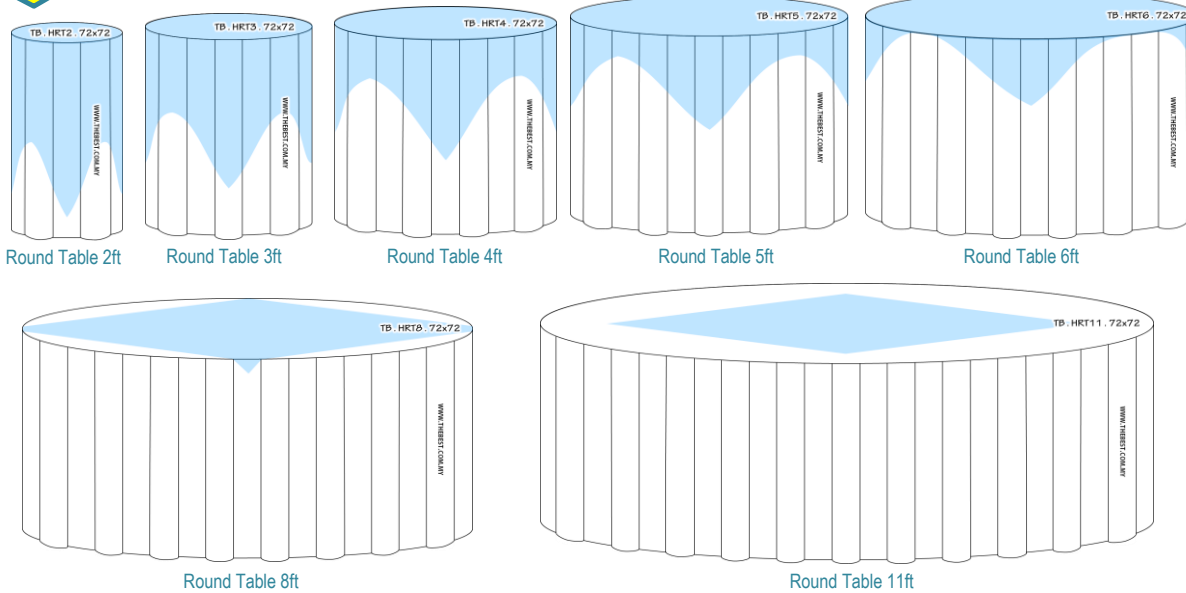 TB.HRT2.72x72
TB.HRT3.72x72
TB.HRT4.72x72
TB.HRT5.72x72
TB.HRT6.72x72
WWW.THEBEST.COM.MY
WWW.THEBEST.COM.MY
WWW.THEBEST.COM.MY
WWW.THEBEST.COM.MY
WWW.THEBEST.COM.MY
Round Table 2ft
Round Table 3ft
Round Table 4ft
Round Table 5ft
Round Table 6ft
TB.HRT8.72x72
TB.HRT11.72x72
WWW.THEBEST.COM.MY
WWW.THEBEST.COM.MY
Round Table 8ft
Round Table 11ft